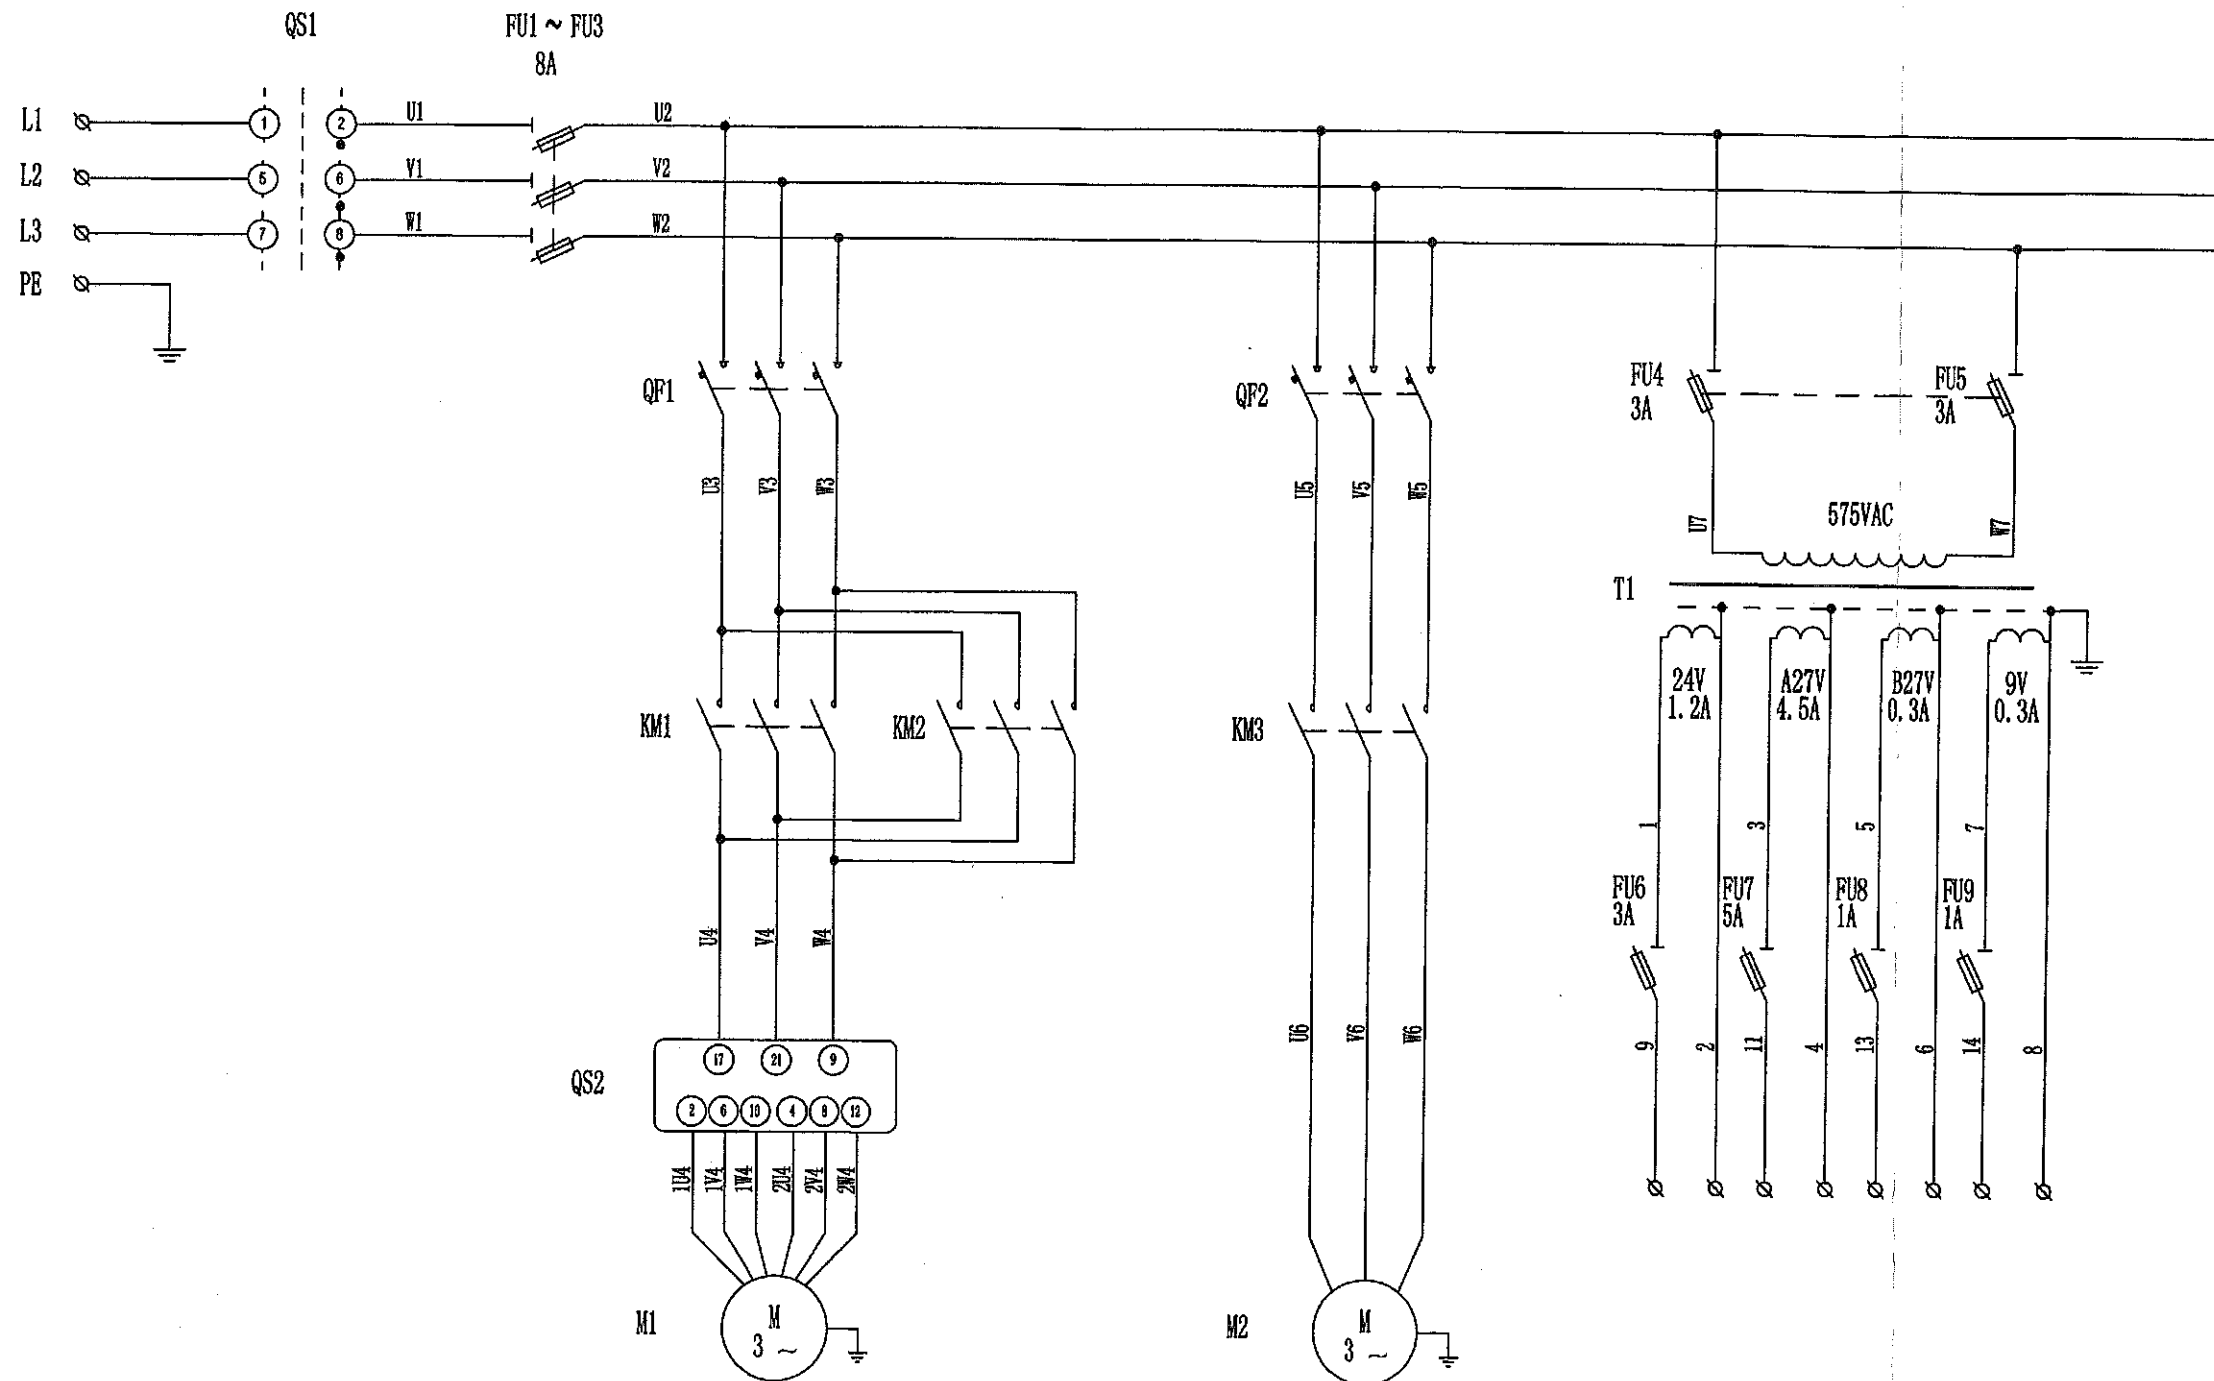 QS1
FU1 ~ FU3
8A
L1
1
2
U1
U2
L2
5
6
V1
V2
L3
7
8
W1
W2
PE
QF1
QF2
FU4
3A
FU5
3A
U3
V3
W3
U5
V5
W5
U7
575VAC
W7
T1
24V
1.2A
A27V
4.5A
B27V
0.3A
9V
0.3A
KM1
KM2
KM3
1
3
5
7
FU6
3A
FU7
5A
FU8
1A
FU9
1A
U4
V4
W4
U6
V6
W6
9
2
11
4
13
6
14
8
QS2
17
21
9
2
6
10
4
8
12
1U4
1V4
1W4
2U4
2V4
2W4
M1
M
3 ~
M2
M
3 ~